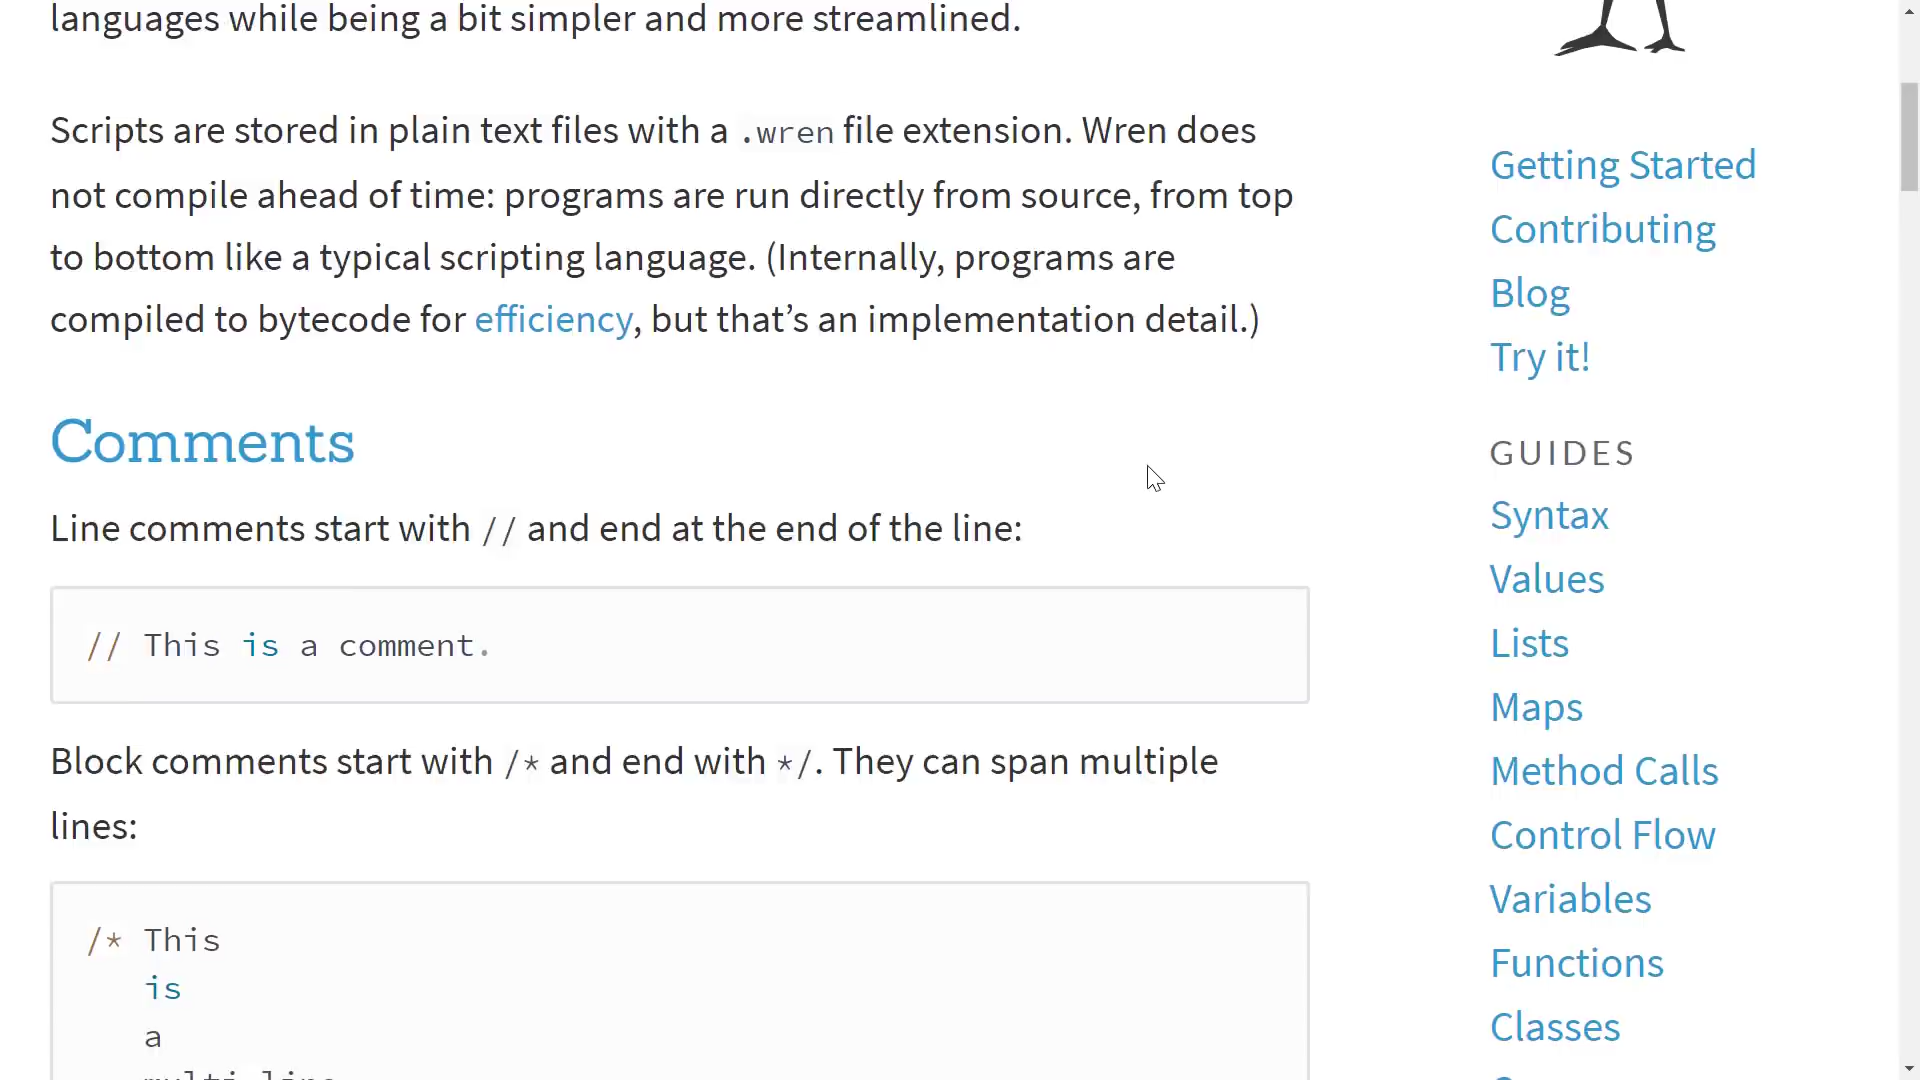 languages while being a bit simpler and more streamlined.
Scripts are stored in plain text files with a .wren file extension. Wren does
not compile ahead of time: programs are run directly from source, from top
to bottom like a typical scripting language. (Internally, programs are
compiled to bytecode for efficiency, but that’s an implementation detail.)
Comments
Line comments start with // and end at the end of the line:
// This is a comment.
Block comments start with /* and end with */. They can span multiple
lines:
/* This
is
a
multi-line
Getting Started
Contributing
Blog
Try it!
GUIDES
Syntax
Values
Lists
Maps
Method Calls
Control Flow
Variables
Functions
Classes